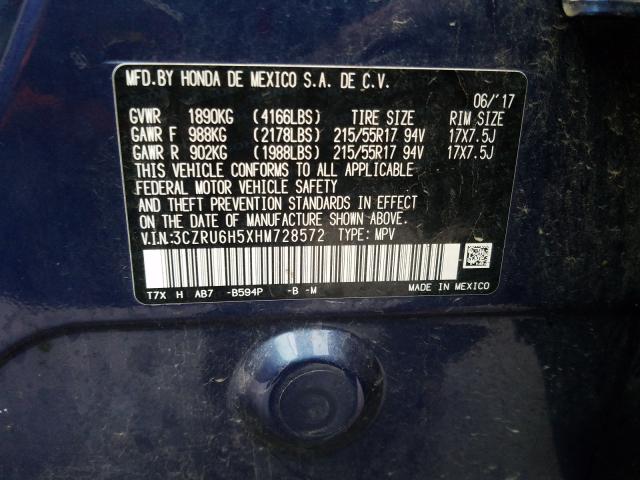 MFD.BY HONDA DE MEXICO S.A. DE C.V.
06/'17
GVWR 1890KG (4166LBS) TIRE SIZE RIM SIZE
GAWR F 988KG (2178LBS) 215/55R17 94V 17X7.5J
GAWR R 902KG (1988LBS) 215/55R17 94V 17X7.5J
THIS VEHICLE CONFORMS TO ALL APPLICABLE
FEDERAL MOTOR VEHICLE SAFETY
AND THEFT PREVENTION STANDARDS IN EFFECT
ON THE DATE OF MANUFACTURE SHOWN ABOVE.
V.I.N:3CZRU6H5XHM728572 TYPE: MPV
T7X H AB7 -B594P -B -M MADE IN MEXICO